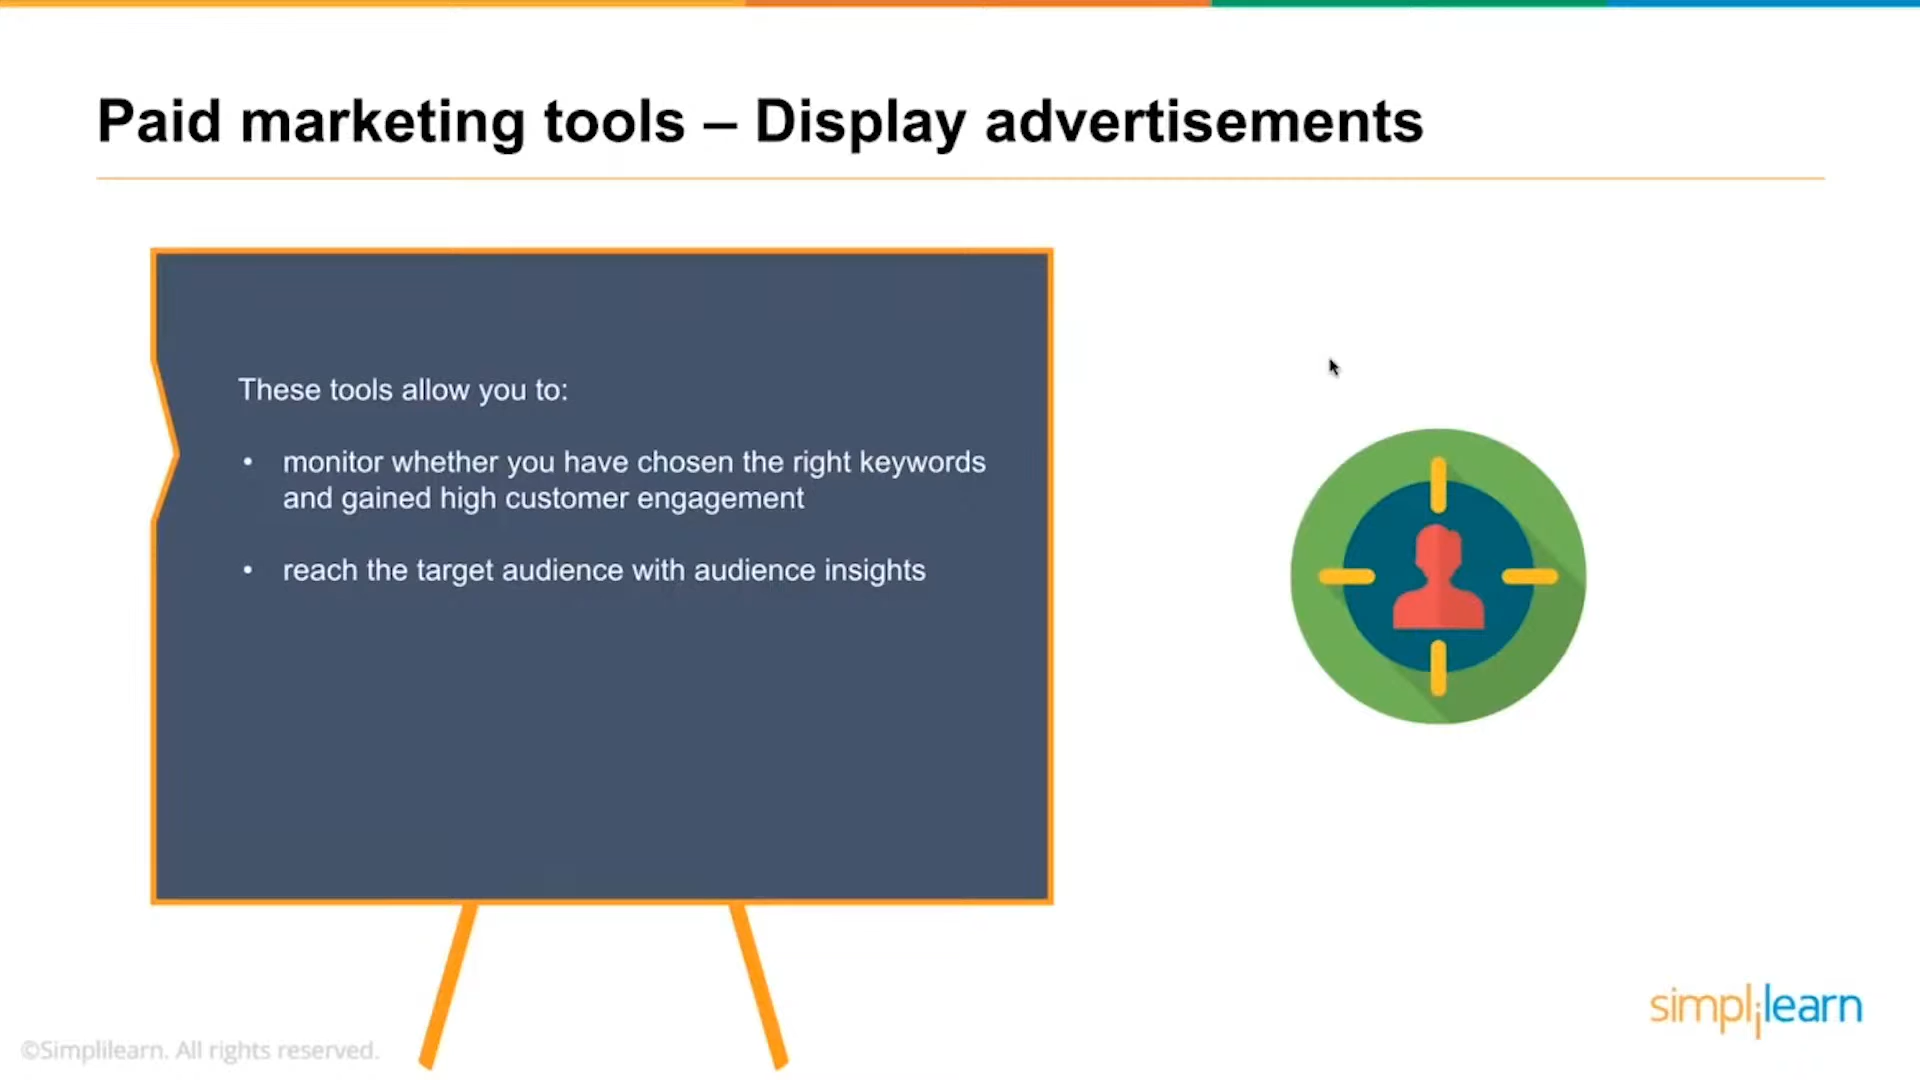 Paid marketing tools – Display advertisements
These tools allow you to:
• monitor whether you have chosen the right keywords
and gained high customer engagement
• reach the target audience with audience insights
simplilearn
©Simplilearn. All rights reserved.